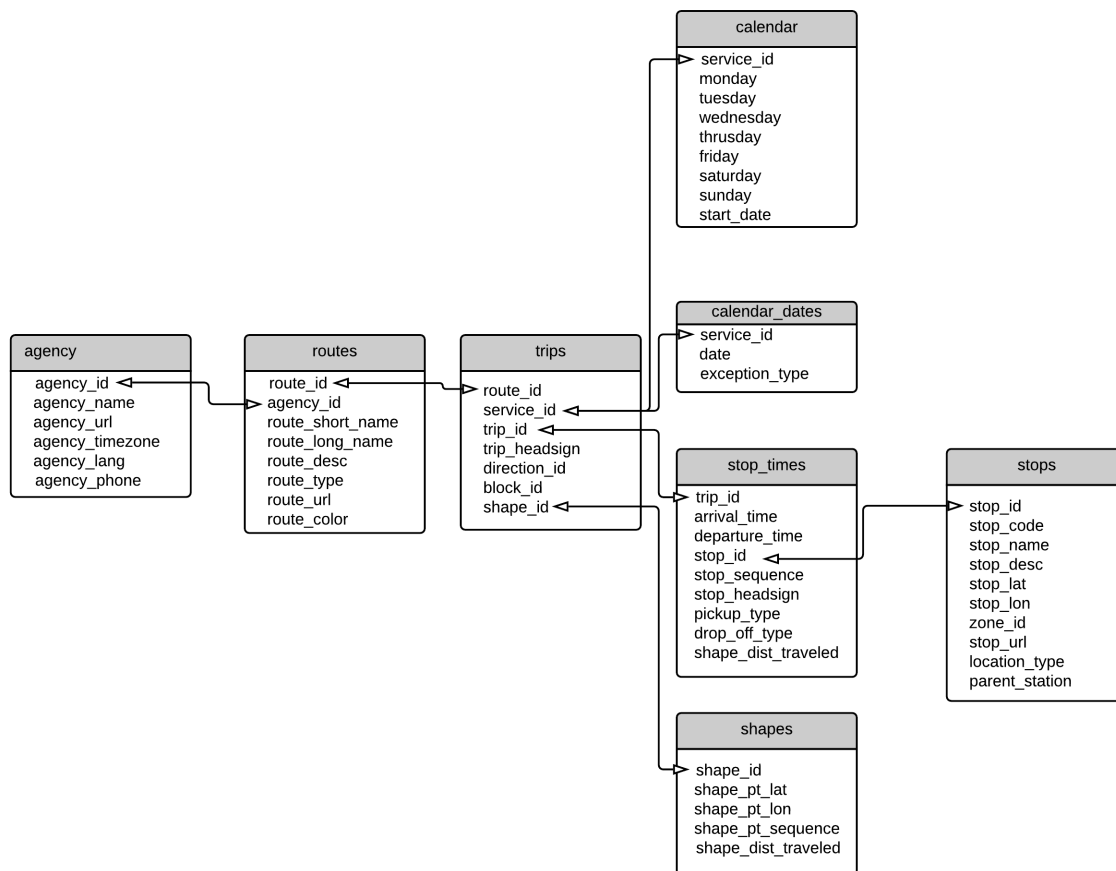 calendar
service_id
monday
tuesday
wednesday
thrusday
friday
saturday
sunday
start_date
calendar_dates
service_id
date
exception_type
agency
agency_id
agency_name
agency_url
agency_timezone
agency_lang
agency_phone
routes
route_id
agency_id
route_short_name
route_long_name
route_desc
route_type
route_url
route_color
trips
route_id
service_id
trip_id
trip_headsign
direction_id
block_id
shape_id
stop_times
trip_id
arrival_time
departure_time
stop_id
stop_sequence
stop_headsign
pickup_type
drop_off_type
shape_dist_traveled
stops
stop_id
stop_code
stop_name
stop_desc
stop_lat
stop_lon
zone_id
stop_url
location_type
parent_station
shapes
shape_id
shape_pt_lat
shape_pt_lon
shape_pt_sequence
shape_dist_traveled